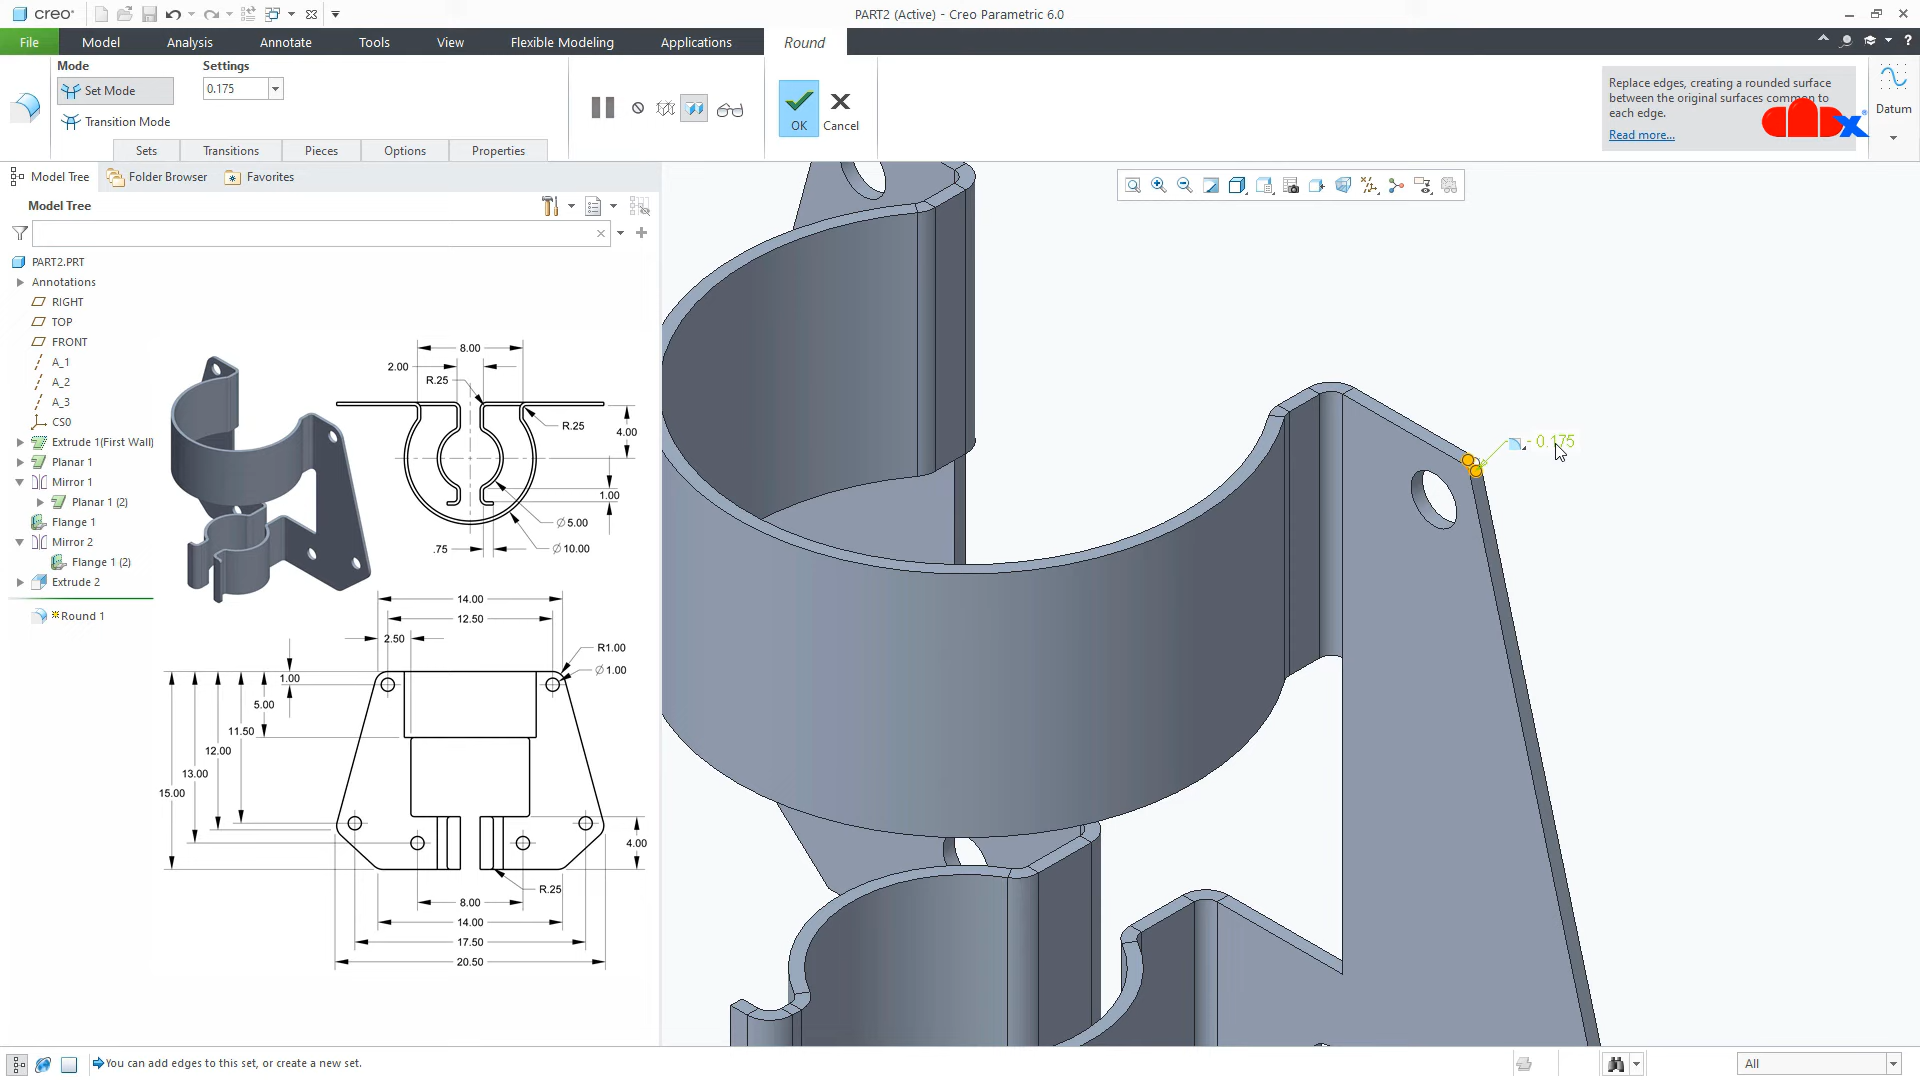 creo
PART2 (Active) - Creo Parametric 6.0
File
Model
Analysis
Annotate
Tools
View
Flexible Modeling
Applications
Round
Mode
Set Mode
Transition Mode
Settings
0.175
OK
Cancel
Sets
Transitions
Pieces
Options
Properties
Replace edges, creating a rounded surface
between the original surfaces common to
each edge.
Read more...
Datum
Model Tree
Folder Browser
Favorites
Model Tree
PART2.PRT
Annotations
RIGHT
TOP
FRONT
A_1
A_2
A_3
CS0
Extrude 1(First Wall)
Planar 1
Mirror 1
Planar 1 (2)
Flange 1
Mirror 2
Flange 1 (2)
Extrude 2
Round 1
8.00
2.00
R.25
R.25
4.00
1.00
∅5.00
.75
∅10.00
14.00
12.50
2.50
R1.00
∅1.00
1.00
5.00
11.50
12.00
13.00
15.00
4.00
R.25
8.00
14.00
17.50
20.50
0.175
You can add edges to this set, or create a new set.
All